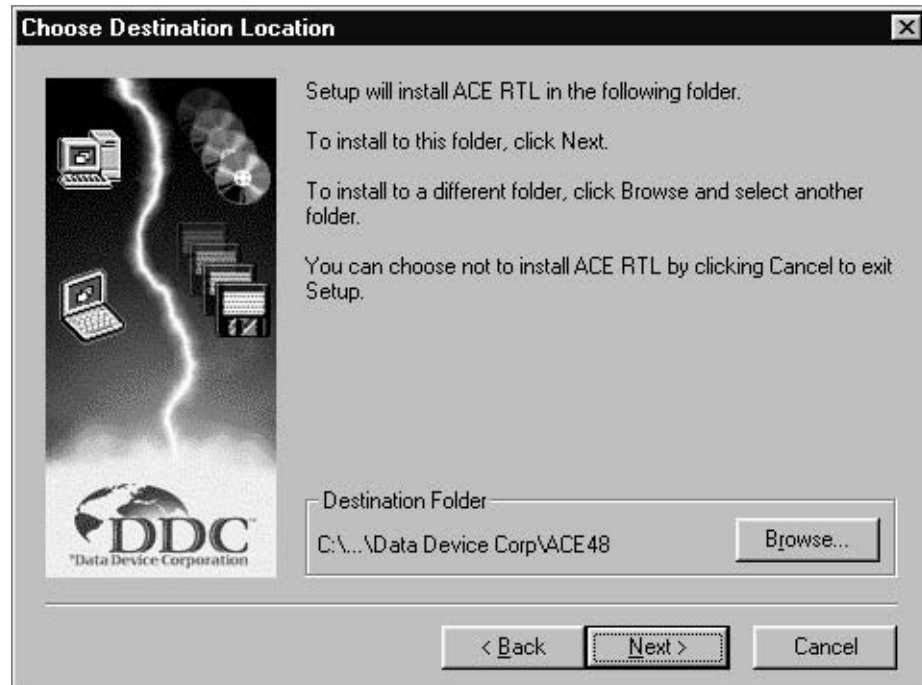 Choose Destination Location
Setup will install ACE RTL in the following folder.
To install to this folder, click Next.
To install to a different folder, click Browse and select another
folder.
You can choose not to install ACE RTL by clicking Cancel to exit
Setup.
DDC
Data Device Corporation
Destination Folder
C:\...\Data Device Corp\ACE48
Browse...
< Back
Next >
Cancel